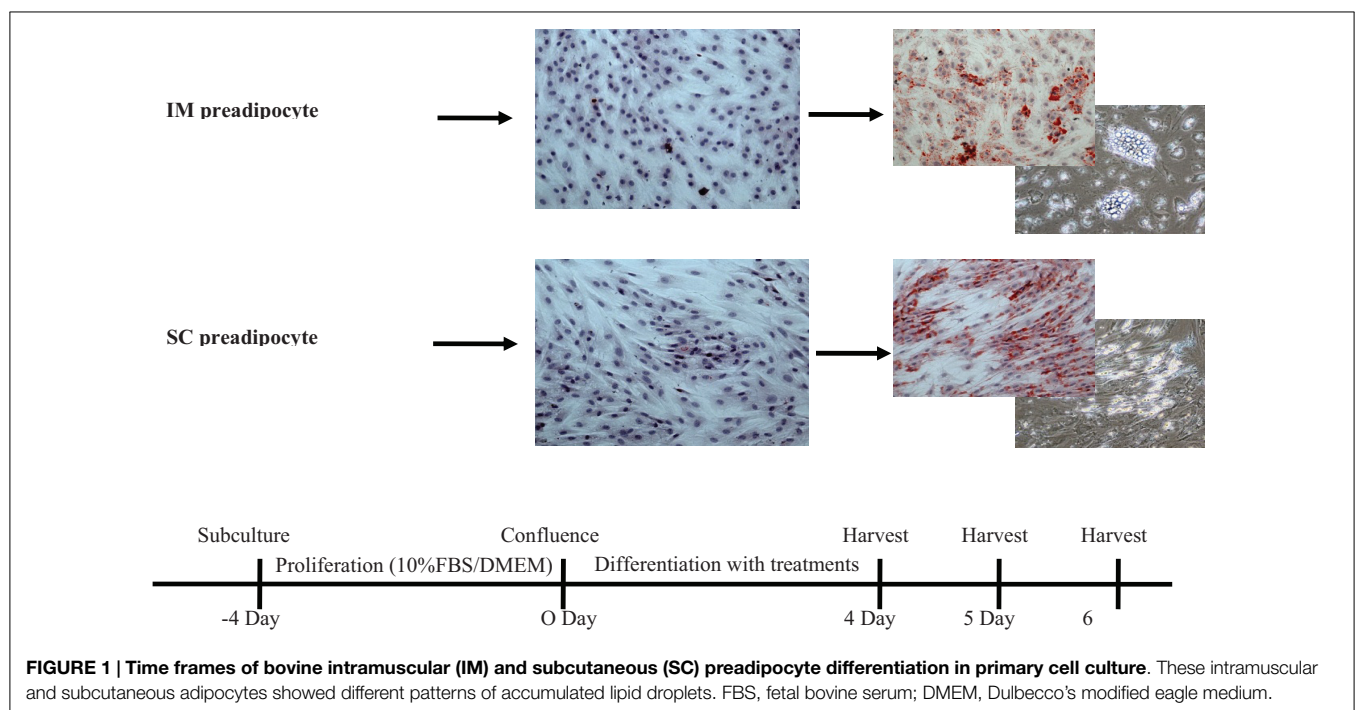 IM preadipocyte
SC preadipocyte
Subculture Confluence Harvest Harvest Harvest
Proliferation (10%FBS/DMEM) Differentiation with treatments
-4 Day O Day 4 Day 5 Day 6
FIGURE 1 | Time frames of bovine intramuscular (IM) and subcutaneous (SC) preadipocyte differentiation in primary cell culture. These intramuscular
and subcutaneous adipocytes showed different patterns of accumulated lipid droplets. FBS, fetal bovine serum; DMEM, Dulbecco’s modified eagle medium.